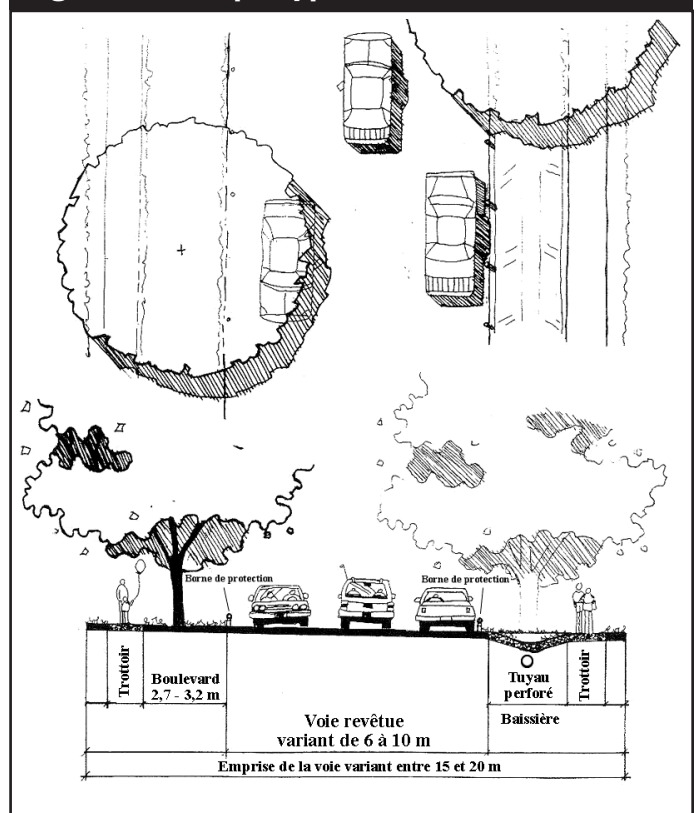 Borne de protection
Borne de protection
Trottoir
Boulevard
2,7 - 3,2 m
Tuyau
perforé
Trottoir
Baissière
Voie revêtue
variant de 6 à 10 m
Emprise de la voie variant entre 15 et 20 m